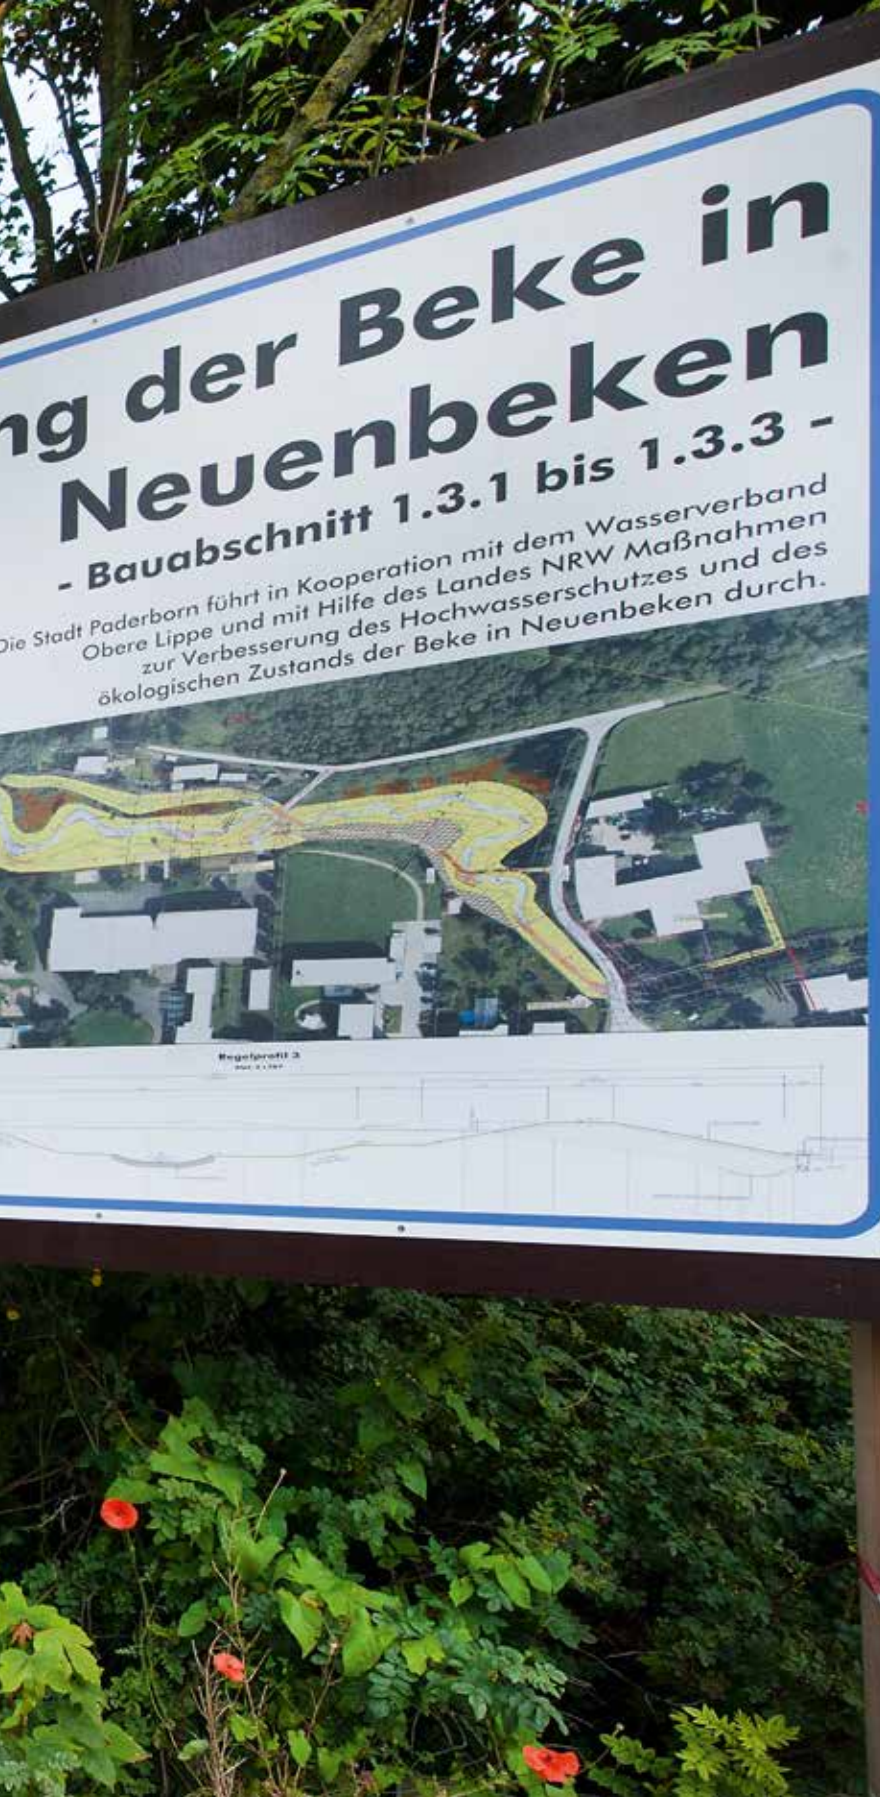 ng der Beke in
Neuenbeken
- Bauabschnitt 1.3.1 bis 1.3.3 -
Die Stadt Paderborn führt in Kooperation mit dem Wasserverband
Obere Lippe und mit Hilfe des Landes NRW Maßnahmen
zur Verbesserung des Hochwasserschutzes und des
ökologischen Zustands der Beke in Neuenbeken durch.
Regelprofil 3